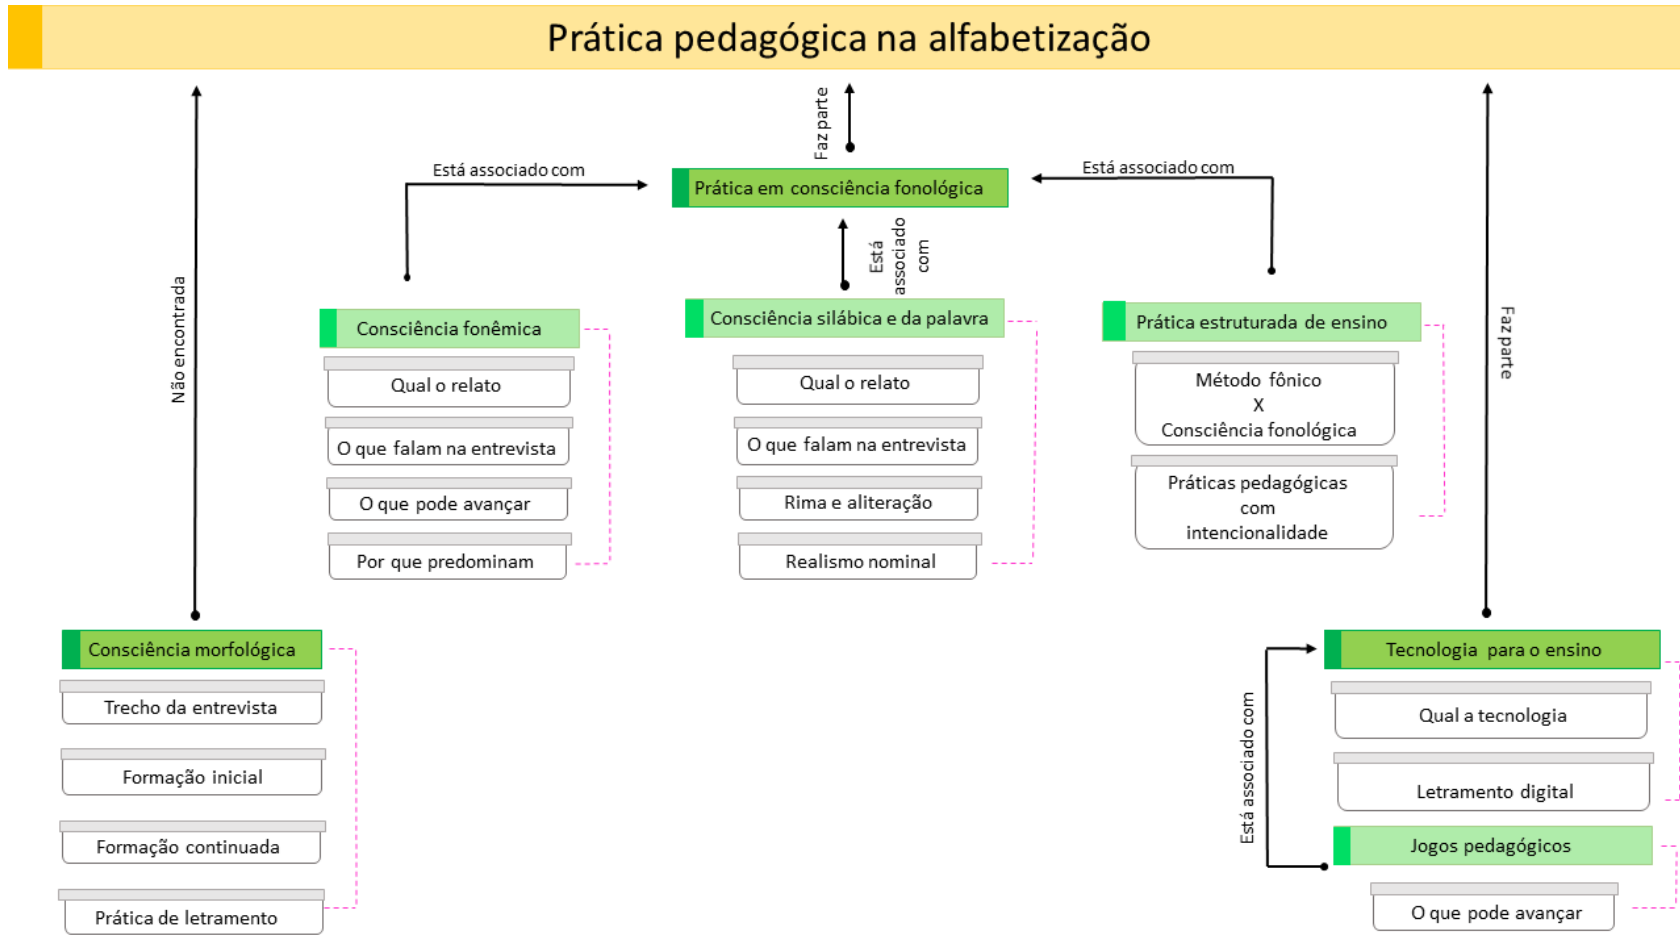 Prática pedagógica na alfabetização
Faz parte
Está associado com
Está associado com
Prática em consciência fonológica
Está
associado
com
Não encontrada
Faz parte
Consciência fonêmica
Qual o relato
O que falam na entrevista
O que pode avançar
Por que predominam
Consciência silábica e da palavra
Qual o relato
O que falam na entrevista
Rima e aliteração
Realismo nominal
Prática estruturada de ensino
Método fônico
X
Consciência fonológica
Práticas pedagógicas
com
intencionalidade
Consciência morfológica
Trecho da entrevista
Formação inicial
Formação continuada
Prática de letramento
Está associado com
Tecnologia para o ensino
Qual a tecnologia
Letramento digital
Jogos pedagógicos
O que pode avançar